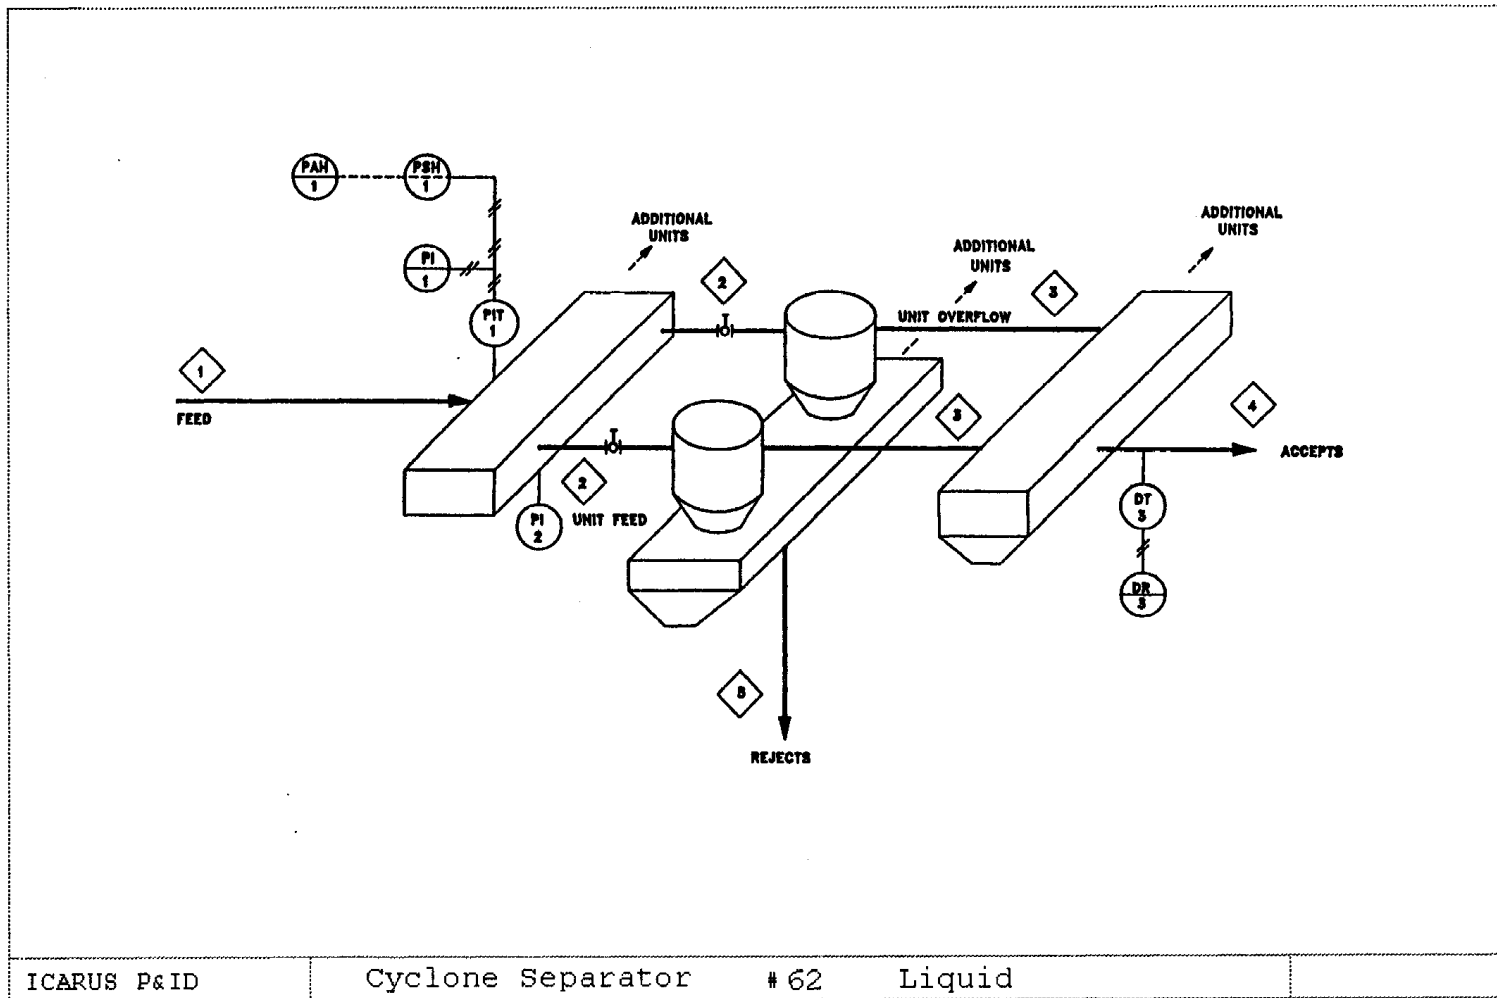 PAH
1
PSH
1
ADDITIONAL
UNITS
ADDITIONAL
UNITS
ADDITIONAL
UNITS
PI
1
2
3
UNIT OVERFLOW
PIT
1
1
FEED
3
4
ACCEPTS
2
UNIT FEED
PI
2
DT
3
DR
3
5
REJECTS
ICARUS P&ID
Cyclone Separator #62 Liquid